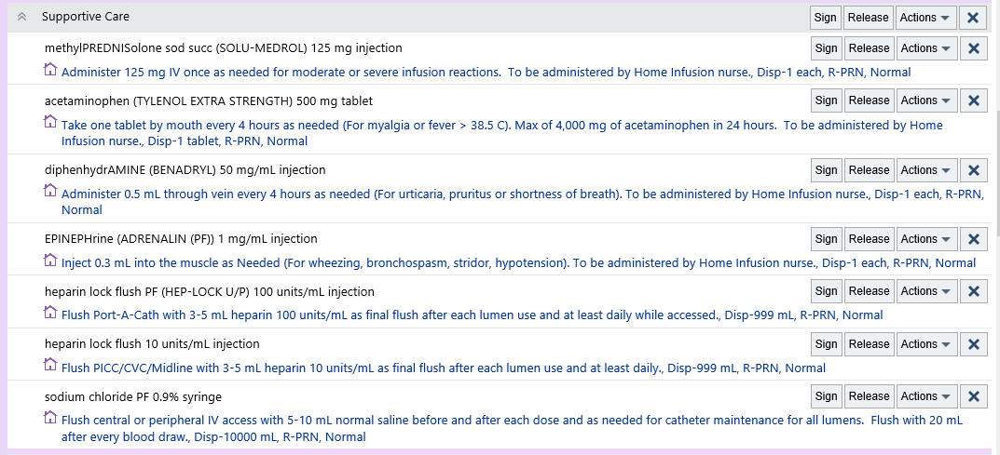 Supportive Care Sign Release Actions
methylPREDNISolone sod succ (SOLU-MEDROL) 125 mg injection Sign Release Actions
Administer 125 mg IV once as needed for moderate or severe infusion reactions.  To be administered by Home Infusion nurse., Disp-1 each, R-PRN, Normal
acetaminophen (TYLENOL EXTRA STRENGTH) 500 mg tablet Sign Release Actions
Take one tablet by mouth every 4 hours as needed (For myalgia or fever > 38.5 C). Max of 4,000 mg of acetaminophen in 24 hours.  To be administered by Home
Infusion nurse., Disp-1 tablet, R-PRN, Normal
diphenhydrAMINE (BENADRYL) 50 mg/mL injection Sign Release Actions
Administer 0.5 mL through vein every 4 hours as needed (For urticaria, pruritus or shortness of breath). To be administered by Home Infusion nurse., Disp-1 each, R-PRN,
Normal
EPINEPHrine (ADRENALIN (PF)) 1 mg/mL injection Sign Release Actions
Inject 0.3 mL into the muscle as Needed (For wheezing, bronchospasm, stridor, hypotension). To be administered by Home Infusion nurse., Disp-1 each, R-PRN, Normal
heparin lock flush PF (HEP-LOCK U/P) 100 units/mL injection Sign Release Actions
Flush Port-A-Cath with 3-5 mL heparin 100 units/mL as final flush after each lumen use and at least daily while accessed., Disp-999 mL, R-PRN, Normal
heparin lock flush 10 units/mL injection Sign Release Actions
Flush PICC/CVC/Midline with 3-5 mL heparin 10 units/mL as final flush after each lumen use and at least daily., Disp-999 mL, R-PRN, Normal
sodium chloride PF 0.9% syringe Sign Release Actions
Flush central or peripheral IV access with 5-10 mL normal saline before and after each dose and as needed for catheter maintenance for all lumens.  Flush with 20 mL
after every blood draw., Disp-10000 mL, R-PRN, Normal